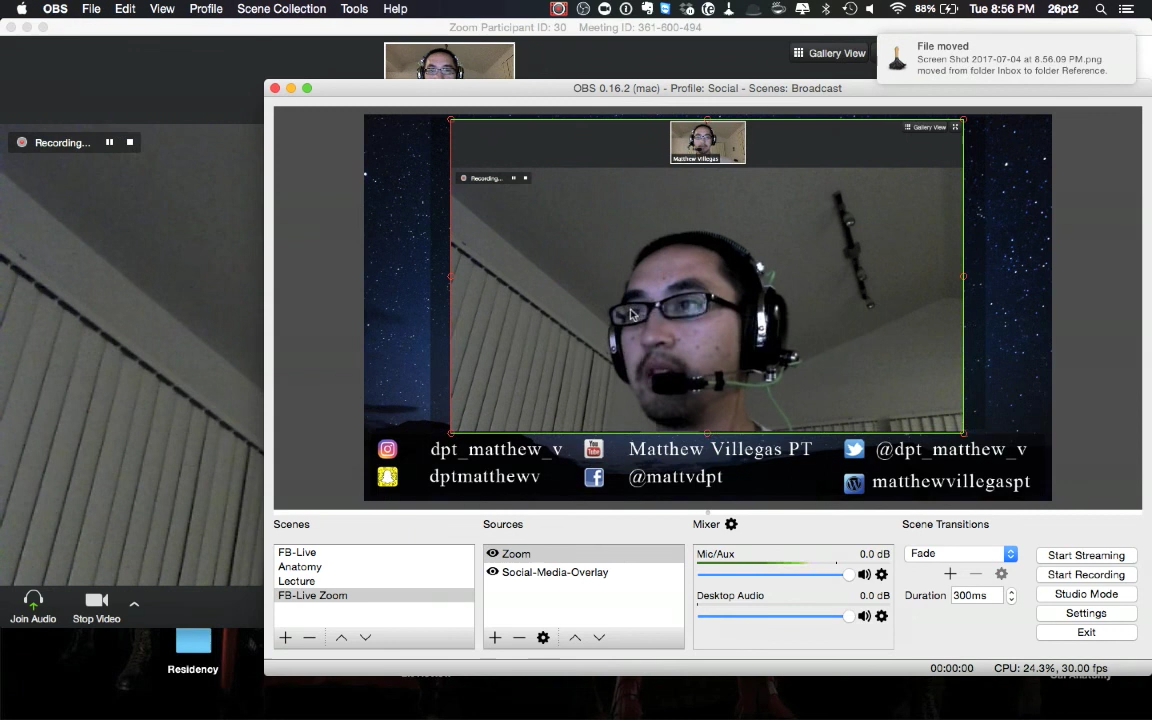 OBS File Edit View Profile Scene Collection Tools Help 88% Tue 8:56 PM 26pt2
Zoom Participant ID: 30 Meeting ID: 361-600-494
Gallery View
File moved
Screen Shot 2017-07-04 at 8.56.09 PM.png
moved from folder Inbox to folder Reference.
OBS 0.16.2 (mac) - Profile: Social - Scenes: Broadcast
Recording...
Gallery View
Matthew Villegas
Recording...
dpt_matthew_v Matthew Villegas PT @dpt_matthew_v
dptmatthewv @mattvdpt matthewvillegaspt
Scenes Sources Mixer Scene Transitions
FB-Live
Anatomy
Lecture
FB-Live Zoom
Zoom
Social-Media-Overlay
Mic/Aux 0.0 dB
Desktop Audio 0.0 dB
Fade
Duration 300ms
Start Streaming
Start Recording
Studio Mode
Settings
Exit
Join Audio Stop Video
00:00:00 CPU: 24.3%, 30.00 fps
Residency